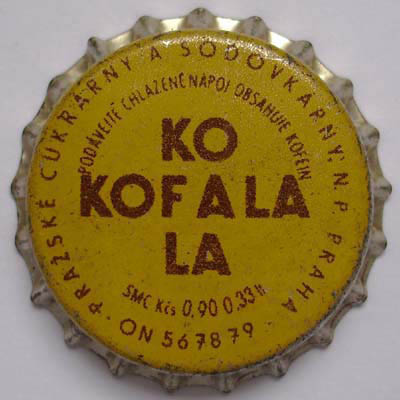 PRAŽSKÉ CUKRÁRNY A SODOVKÁRNY, N.P. PRAHA
PODÁVEJTE CHLAZENÉ NÁPOJ OBSAHUJE KOFEIN
KO
KOFALA
LA
SMC Kčs 0,90 0,33 lt
· ON 567879 ·